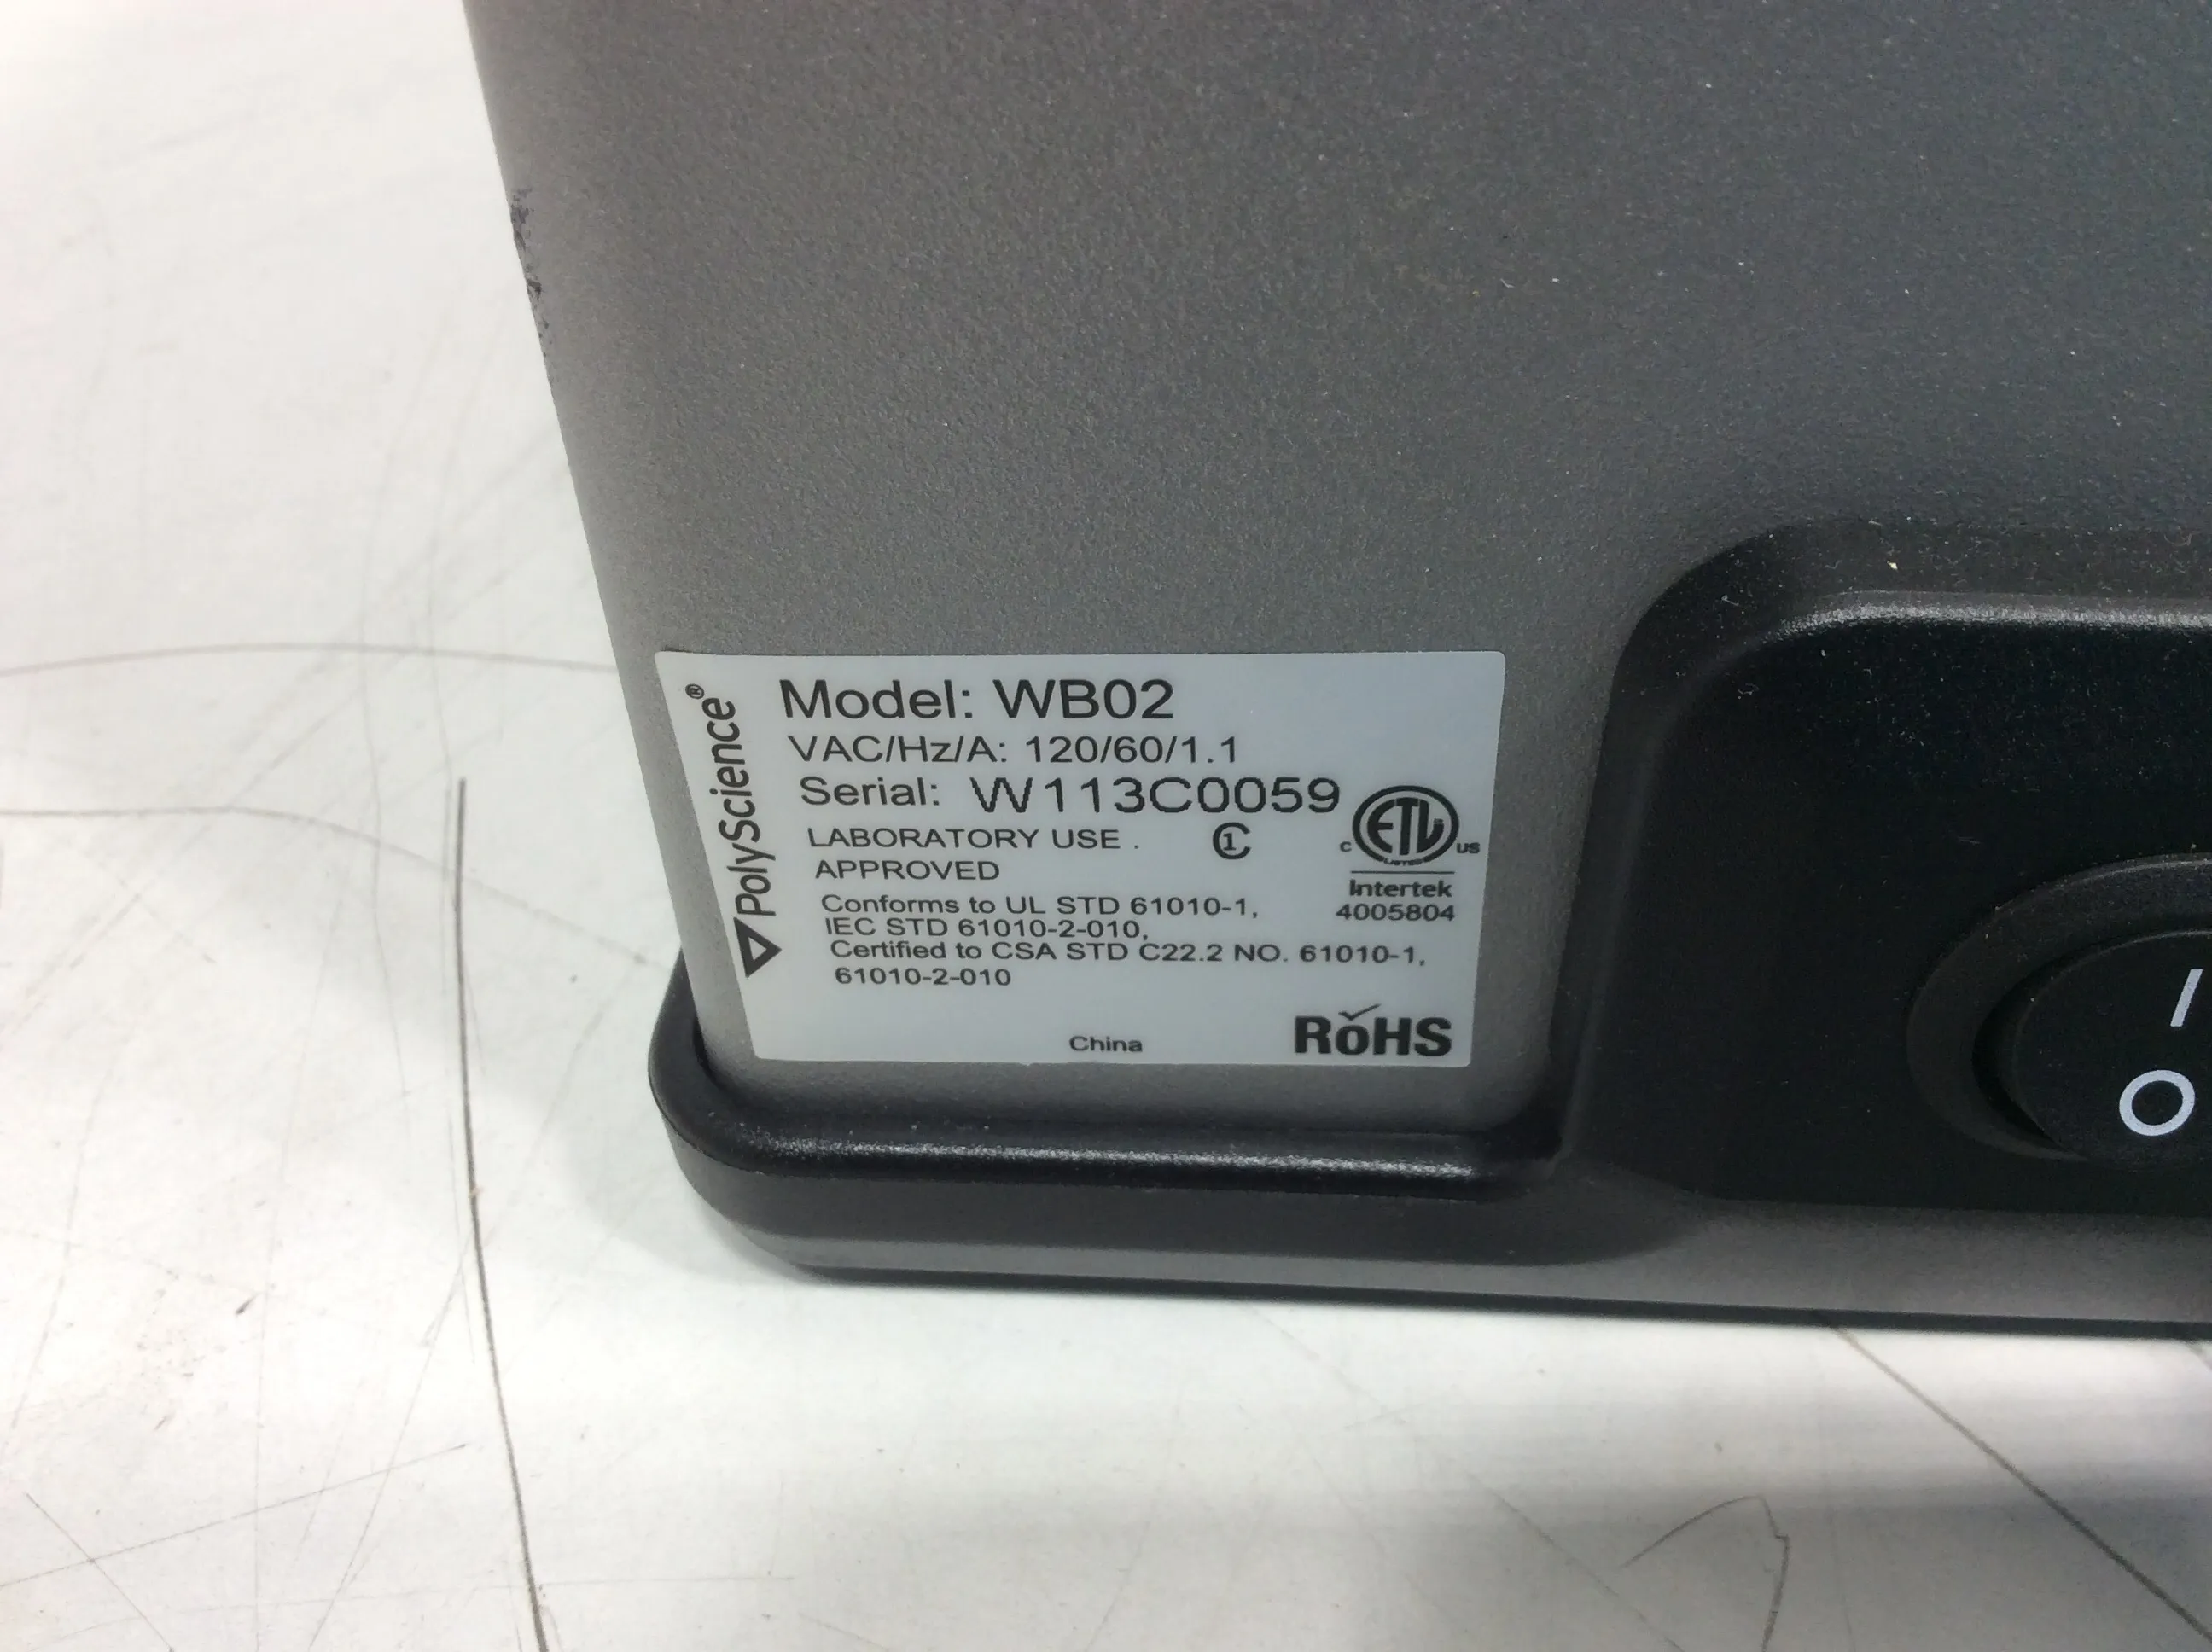 PolyScience®
Model: WB02
VAC/Hz/A: 120/60/1.1
Serial: W113C0059
LABORATORY USE .
APPROVED
C1
ETL
LISTED
C US
Intertek
4005804
Conforms to UL STD 61010-1,
IEC STD 61010-2-010,
Certified to CSA STD C22.2 NO. 61010-1,
61010-2-010
China
RoHS
I
O